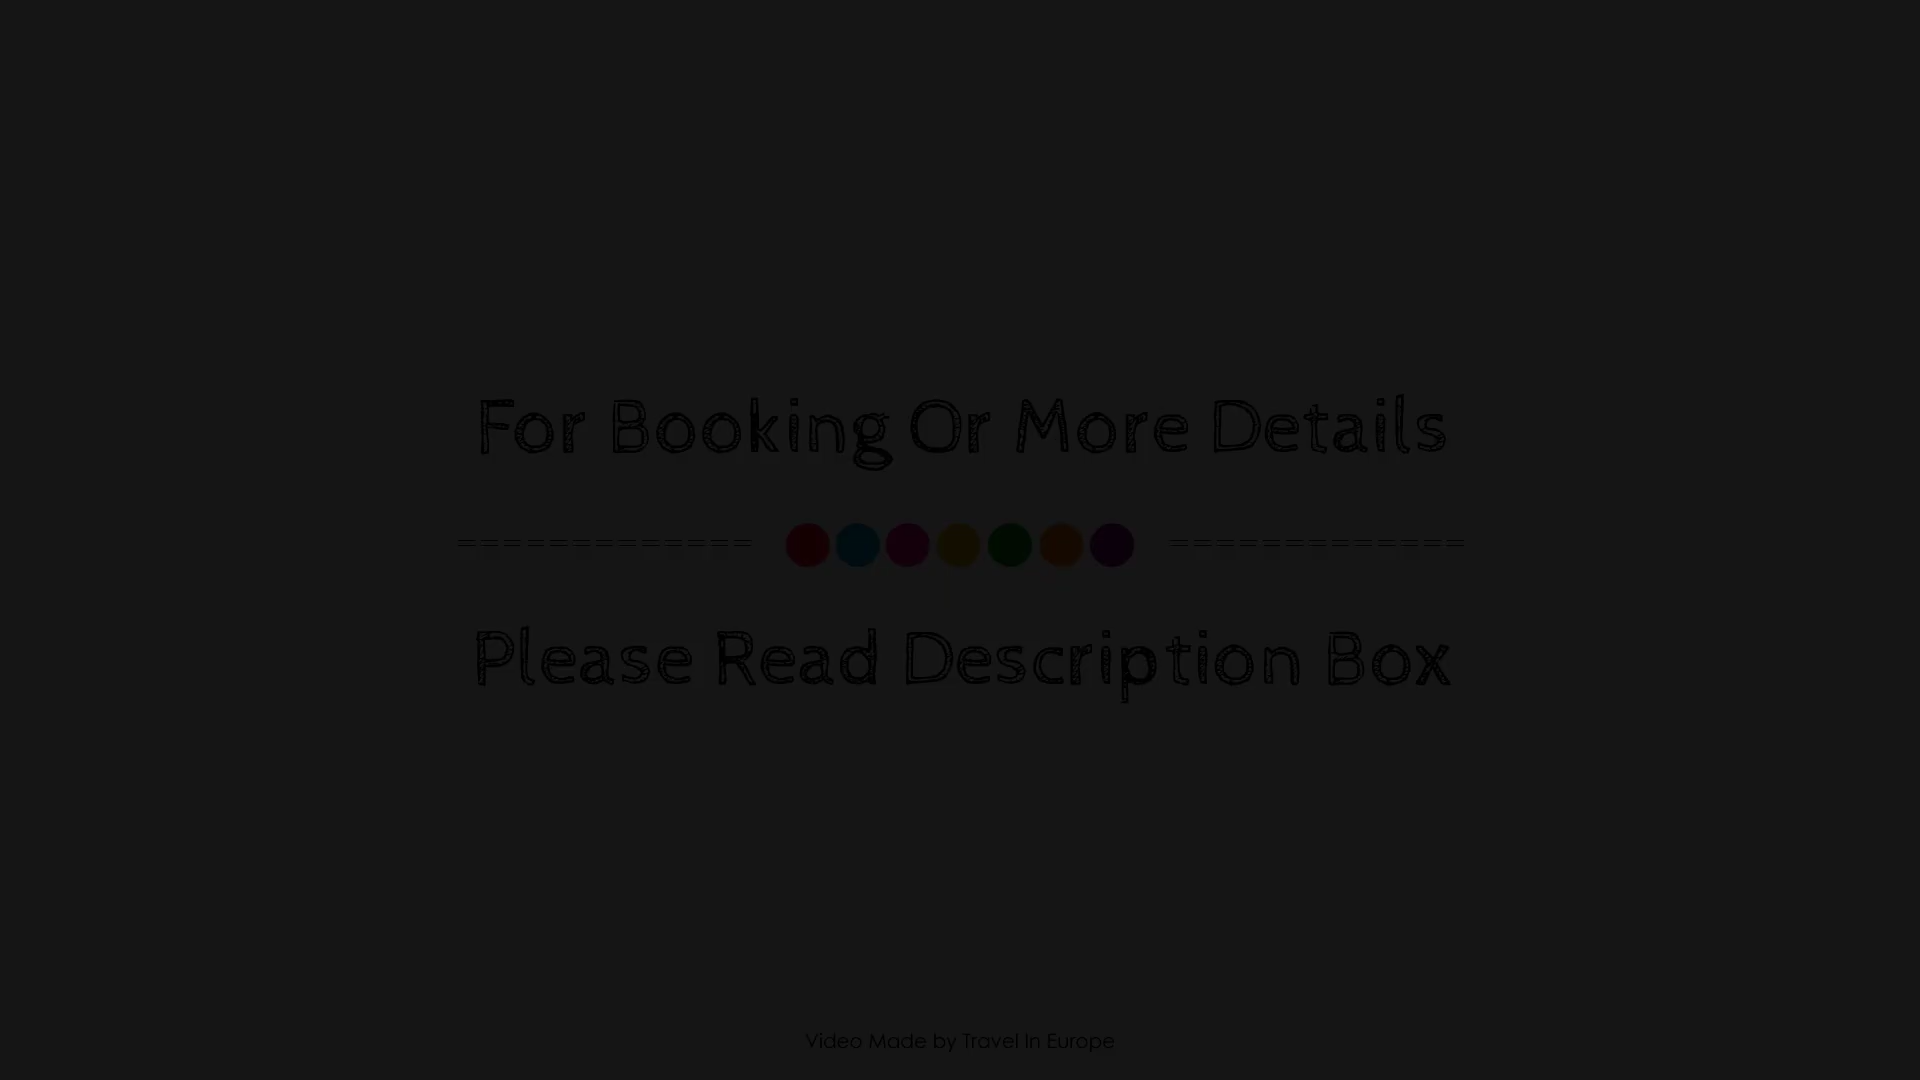 For Booking Or More Details
============= =============
Please Read Description Box
Video Made by Travel In Europe